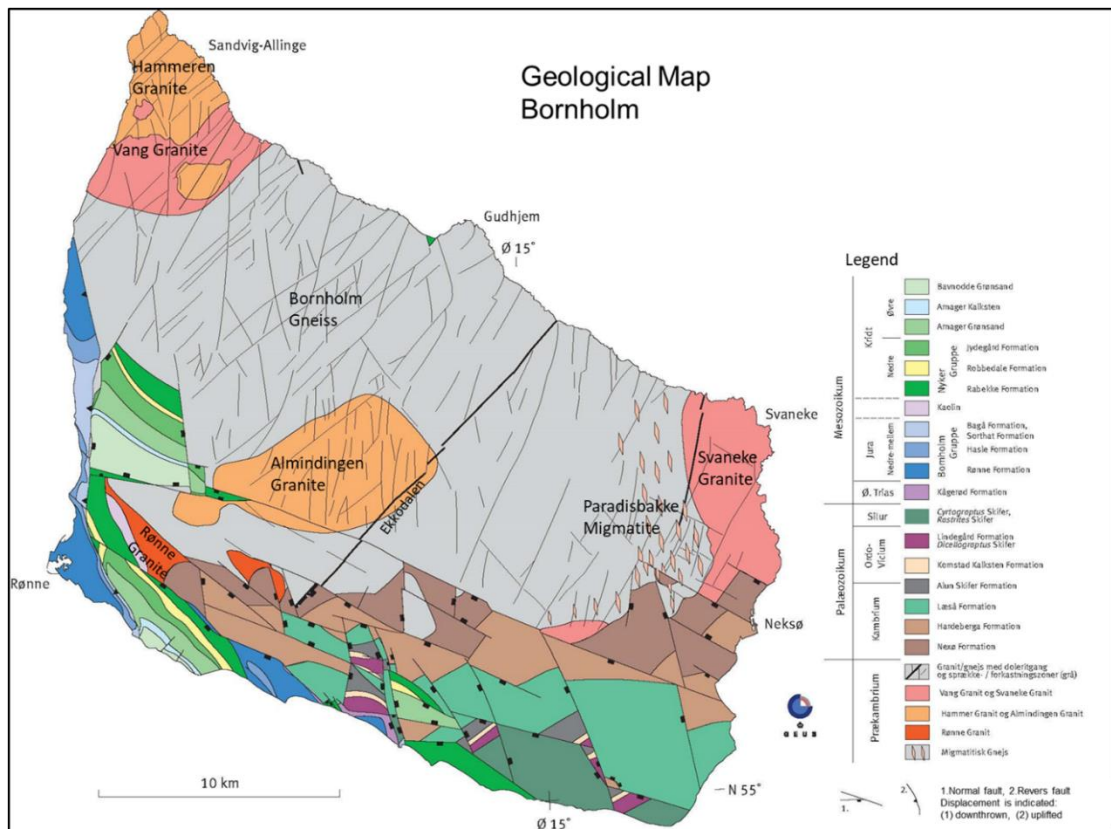 Geological Map
Bornholm
Sandvig-Allinge
Hammeren
Granite
Vang Granite
Gudhjem
Ø 15°
Bornholm
Gneiss
Svaneke
Svaneke
Granite
Almindingen
Granite
Ekkodalen
Paradisbakke
Migmatite
Rønne
Granite
Rønne
Neksø
10 km
Ø 15°
N 55°
Legend
Mesozoikum
Kridt
Øvre
Bavnodde Grønsand
Arnager Kalksten
Arnager Grønsand
Nedre
Nyker
Gruppe
Jydegård Formation
Robbedale Formation
Rabekke Formation
Kaolin
Jura
Nedre-mellem
Bornholm
Gruppe
Bagå Formation,
Sorthat Formation
Hasle Formation
Rønne Formation
Ø. Trias
Kågerød Formation
Palæozoikum
Silur
Cyrtograptus Skifer,
Rastrites Skifer
Ordo-
Vicium
Lindegård Formation
Dicellograptus Skifer
Komstad Kalksten Formation
Kambrium
Alun Skifer Formation
Læså Formation
Hardeberga Formation
Nexø Formation
Prækambrium
Granit/gnejs med doleritgang
og sprække- / forkastningszoner (grå)
Vang Granit og Svaneke Granit
Hammer Granit og Almindingen Granit
Rønne Granit
Migmatitisk Gnejs
G E U S
1.
2.
1.Normal fault, 2.Revers fault
Displacement is indicated:
(1) downthrown, (2) uplifted